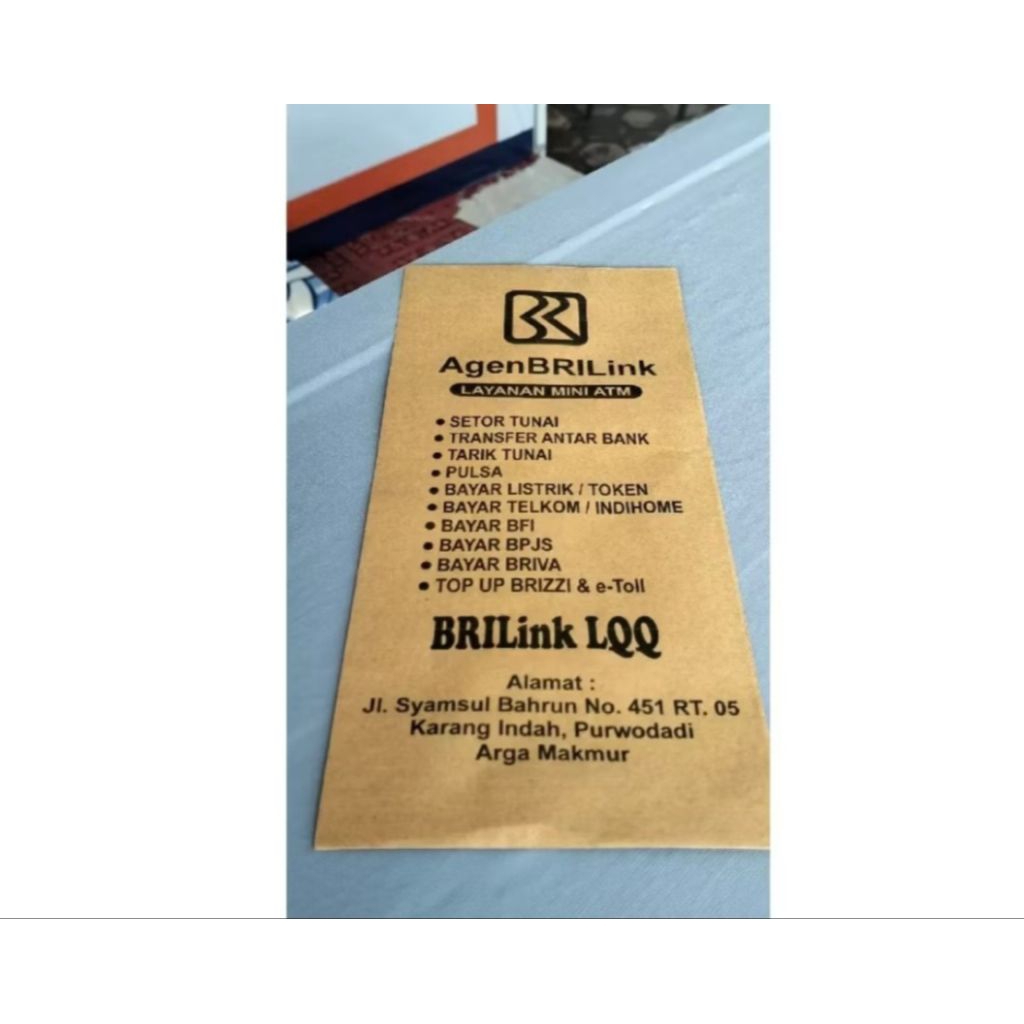 AgenBRILink
LAYANAN MINI ATM
• SETOR TUNAI
• TRANSFER ANTAR BANK
• TARIK TUNAI
• PULSA
• BAYAR LISTRIK / TOKEN
• BAYAR TELKOM / INDIHOME
• BAYAR BFI
• BAYAR BPJS
• BAYAR BRIVA
• TOP UP BRIZZI & e-Toll
BRILink LQQ
Alamat :
Jl. Syamsul Bahrun No. 451 RT. 05
Karang Indah, Purwodadi
Arga Makmur